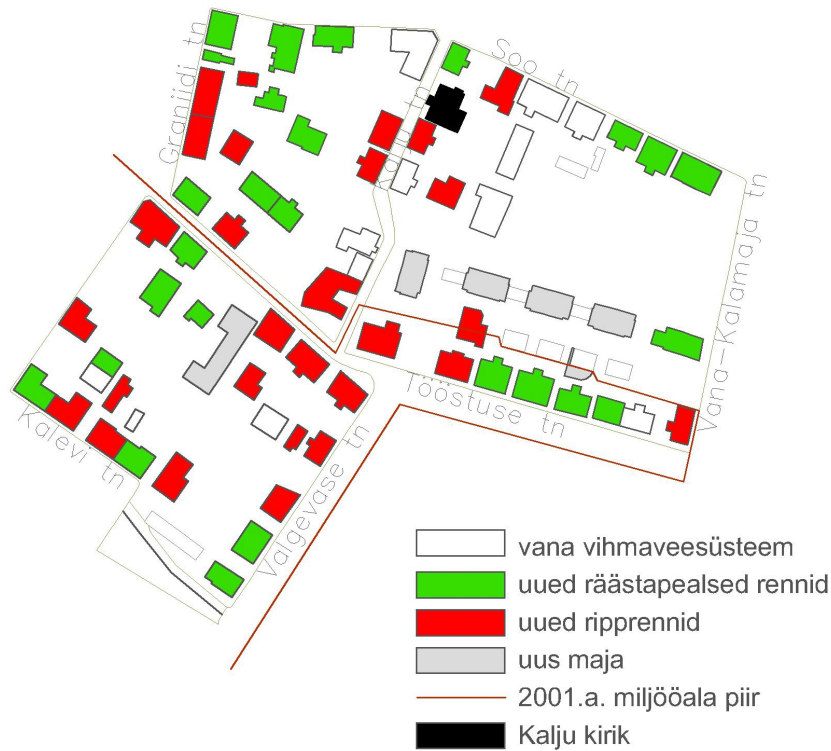 Graniidi tn
Soo tn
tn
Vana-Kalamaja tn
Tööstuse tn
Kalevi tn
Valgevase tn
vana vihmaveesüsteem
uued räästapealsed rennid
uued ripprennid
uus maja
2001.a. miljööala piir
Kalju kirik